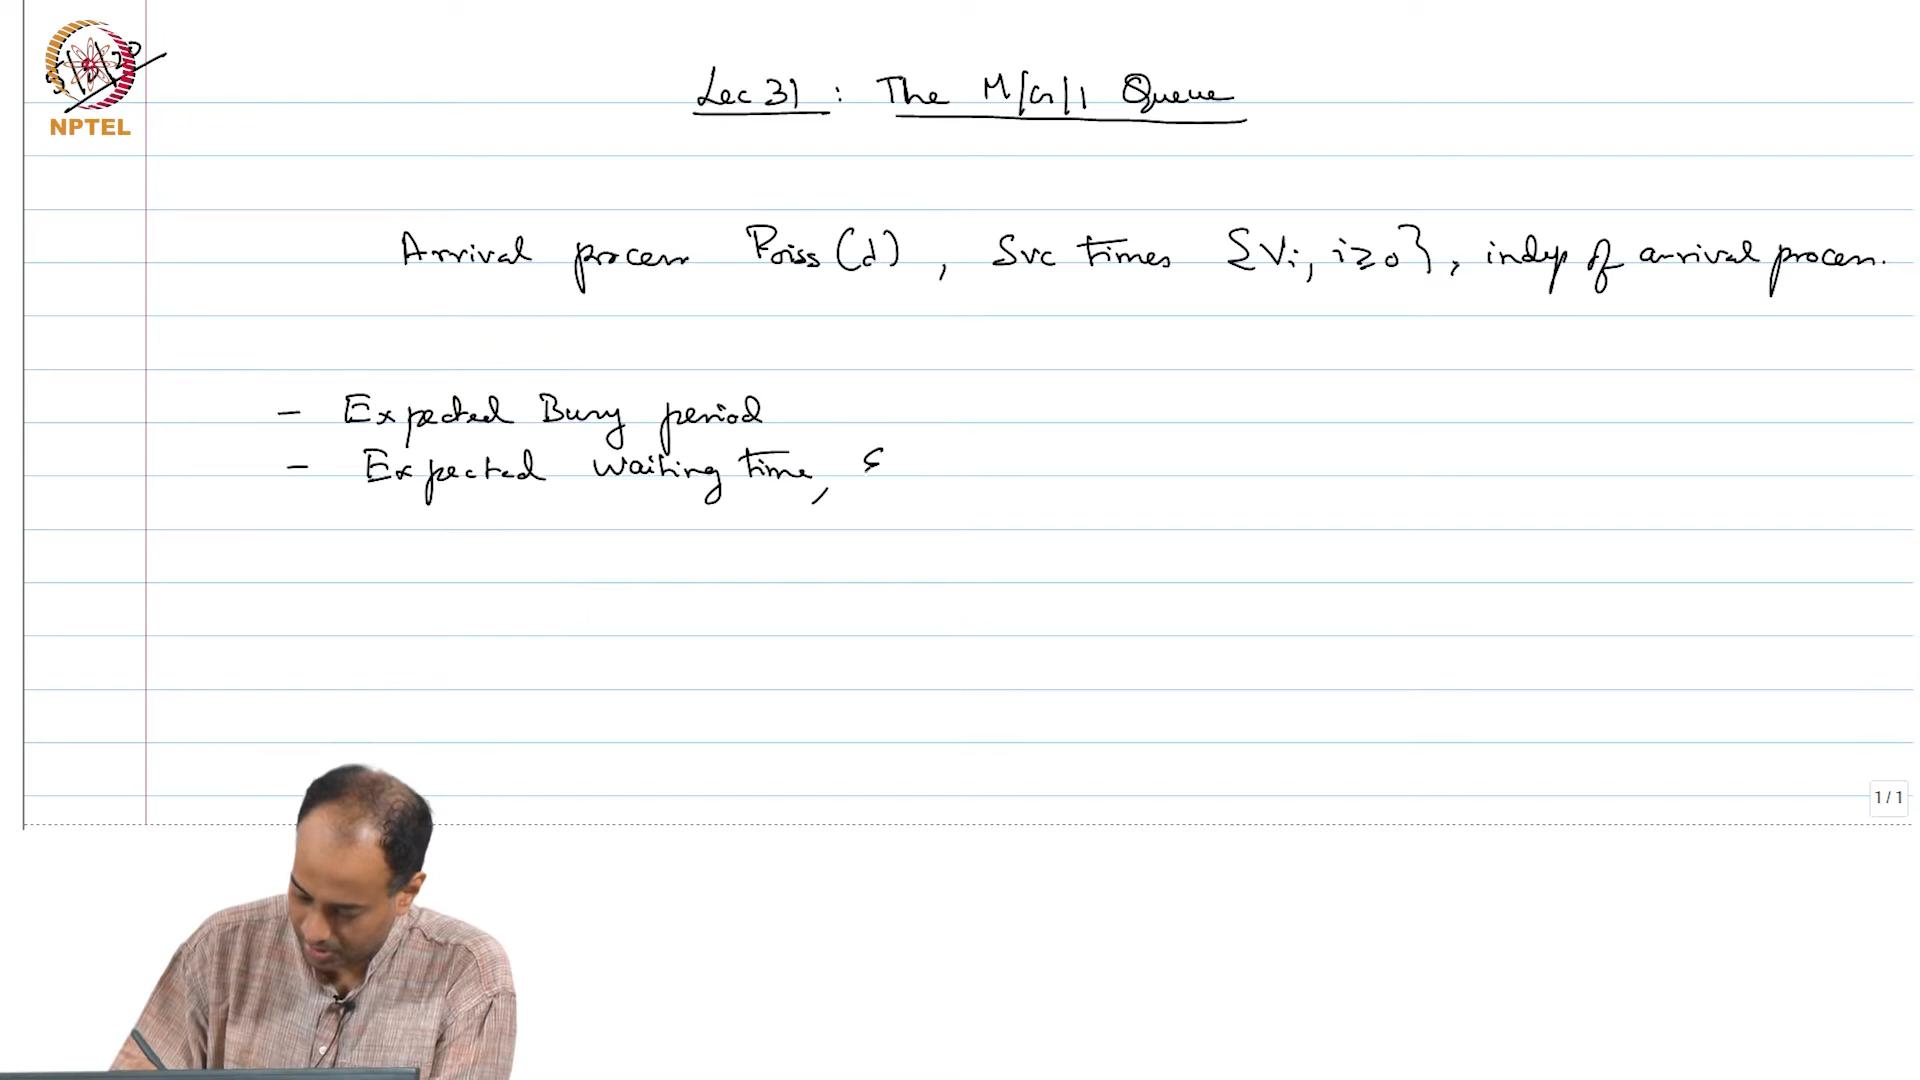 NPTEL
Lec 31 : The M/G/1 Queue
Arrival process Poiss(λ), Svc times {Vi, i≥0}, indep of arrival process.
- Expected Busy period
- Expected waiting time, s
1 / 1